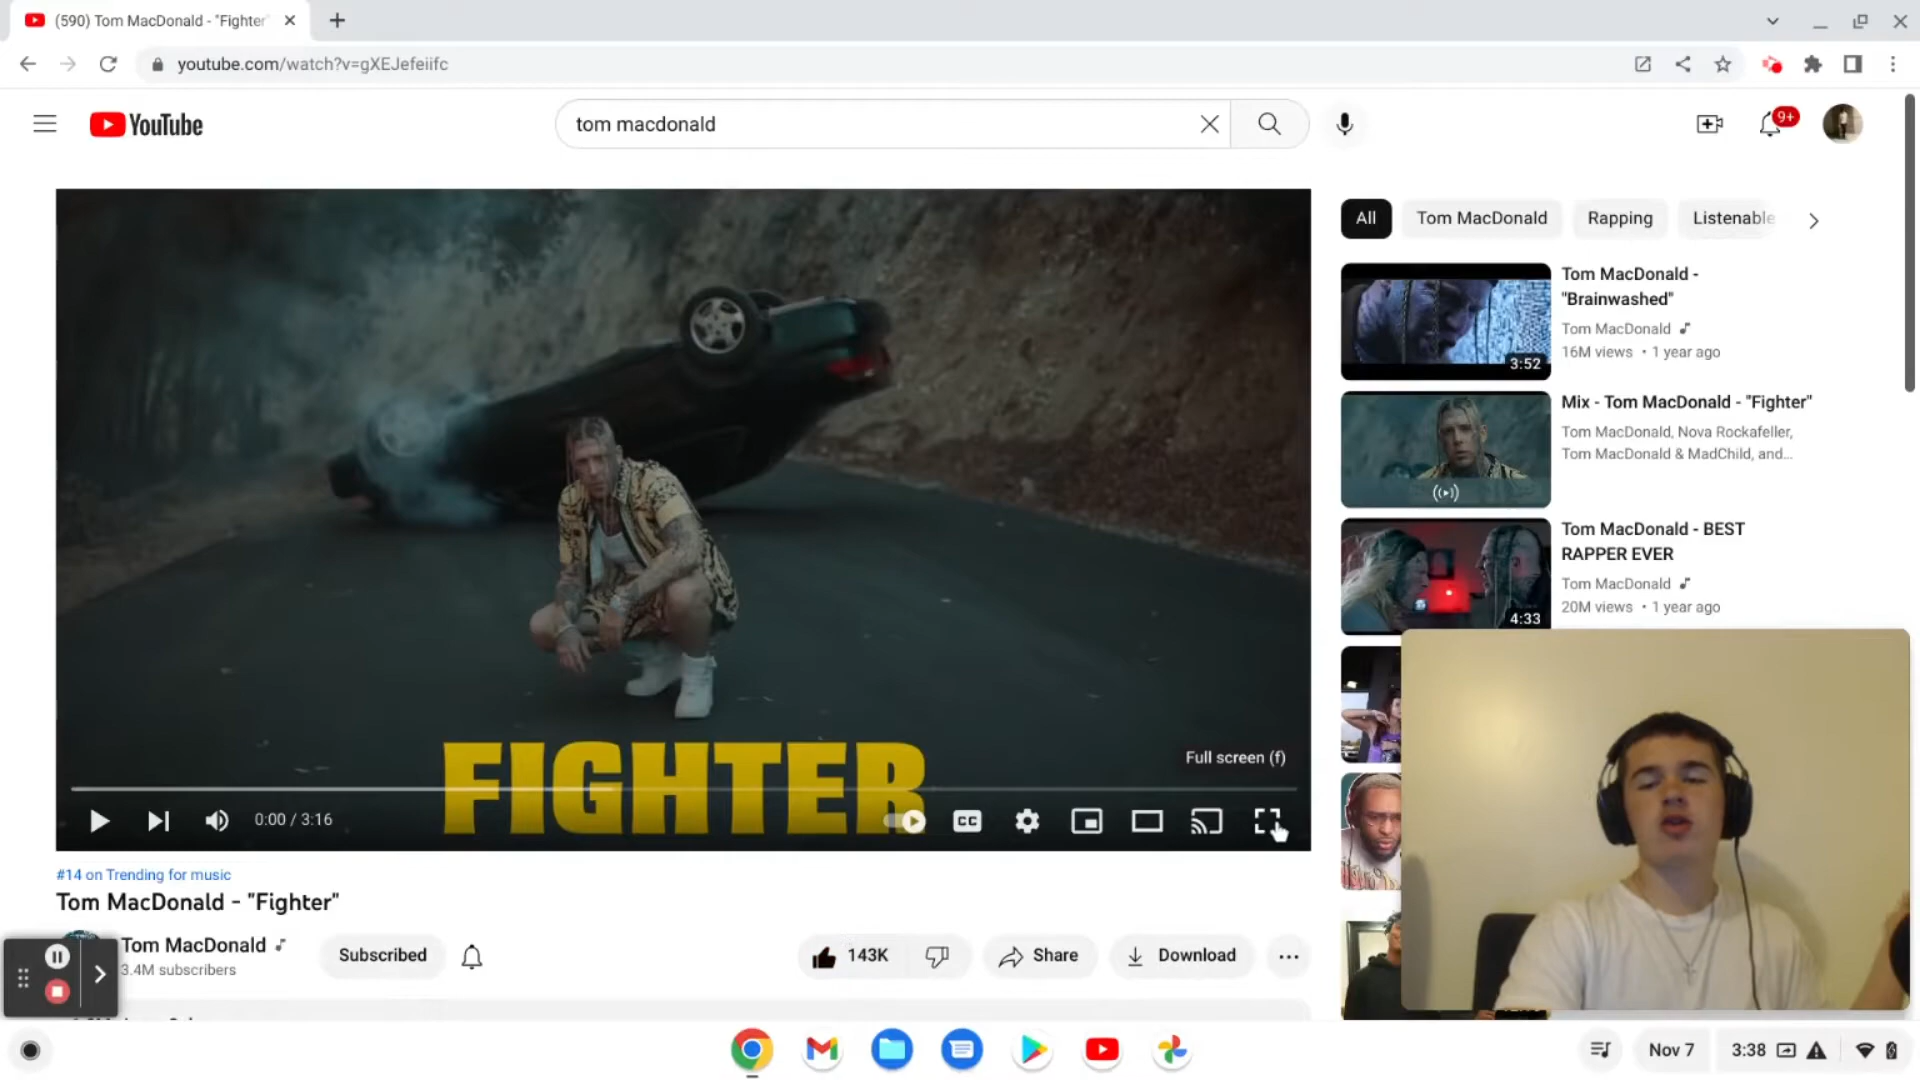 (590) Tom MacDonald - "Fighter"
youtube.com/watch?v=gXEJefeiifc
YouTube
tom macdonald
9+
All
Tom MacDonald
Rapping
Listenable
Tom MacDonald -
"Brainwashed"
Tom MacDonald
16M views • 1 year ago
3:52
Mix - Tom MacDonald - "Fighter"
Tom MacDonald, Nova Rockafeller,
Tom MacDonald & MadChild, and...
Tom MacDonald - BEST
RAPPER EVER
Tom MacDonald
20M views • 1 year ago
4:33
FIGHTER
Full screen (f)
0:00 / 3:16
CC
#14 on Trending for music
Tom MacDonald - "Fighter"
Tom MacDonald
3.4M subscribers
Subscribed
143K
Share
Download
Nov 7
3:38